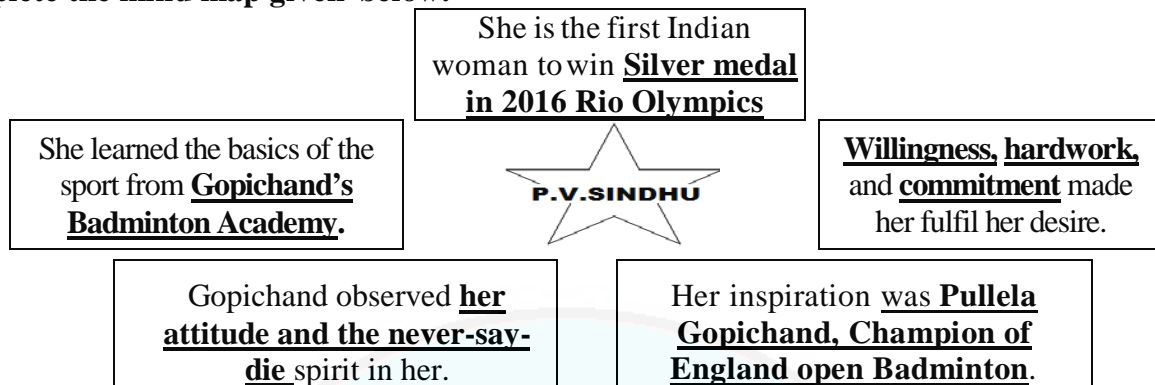 plete the mind map given below:
She is the first Indian
woman to win Silver medal
in 2016 Rio Olympics
She learned the basics of the
sport from Gopichand's
Badminton Academy.
P.V.SINDHU
Willingness, hardwork,
and commitment made
her fulfil her desire.
Gopichand observed her
attitude and the never-say-
die spirit in her.
Her inspiration was Pullela
Gopichand, Champion of
England open Badminton.